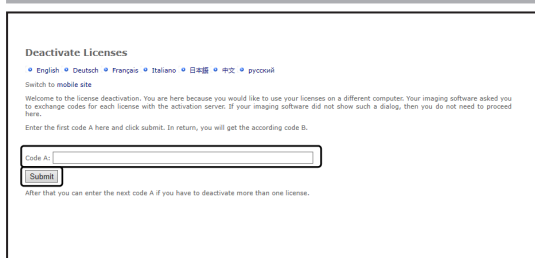 Deactivate Licenses
English Deutsch Français Italiano 日本語 中文 русский
Switch to mobile site
Welcome to the license deactivation. You are here because you would like to use your licenses on a different computer. Your imaging software asked you
to exchange codes for each license with the activation server. If your imaging software did not show such a dialog, then you do not need to proceed
here.
Enter the first code A here and click submit. In return, you will get the according code B.
Code A:
Submit
After that you can enter the next code A if you have to deactivate more than one license.